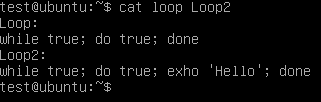 test@ubuntu:~$ cat loop Loop2
Loop:
while true; do true; done
Loop2:
while true; do true; exho 'Hello'; done
test@ubuntu:~$